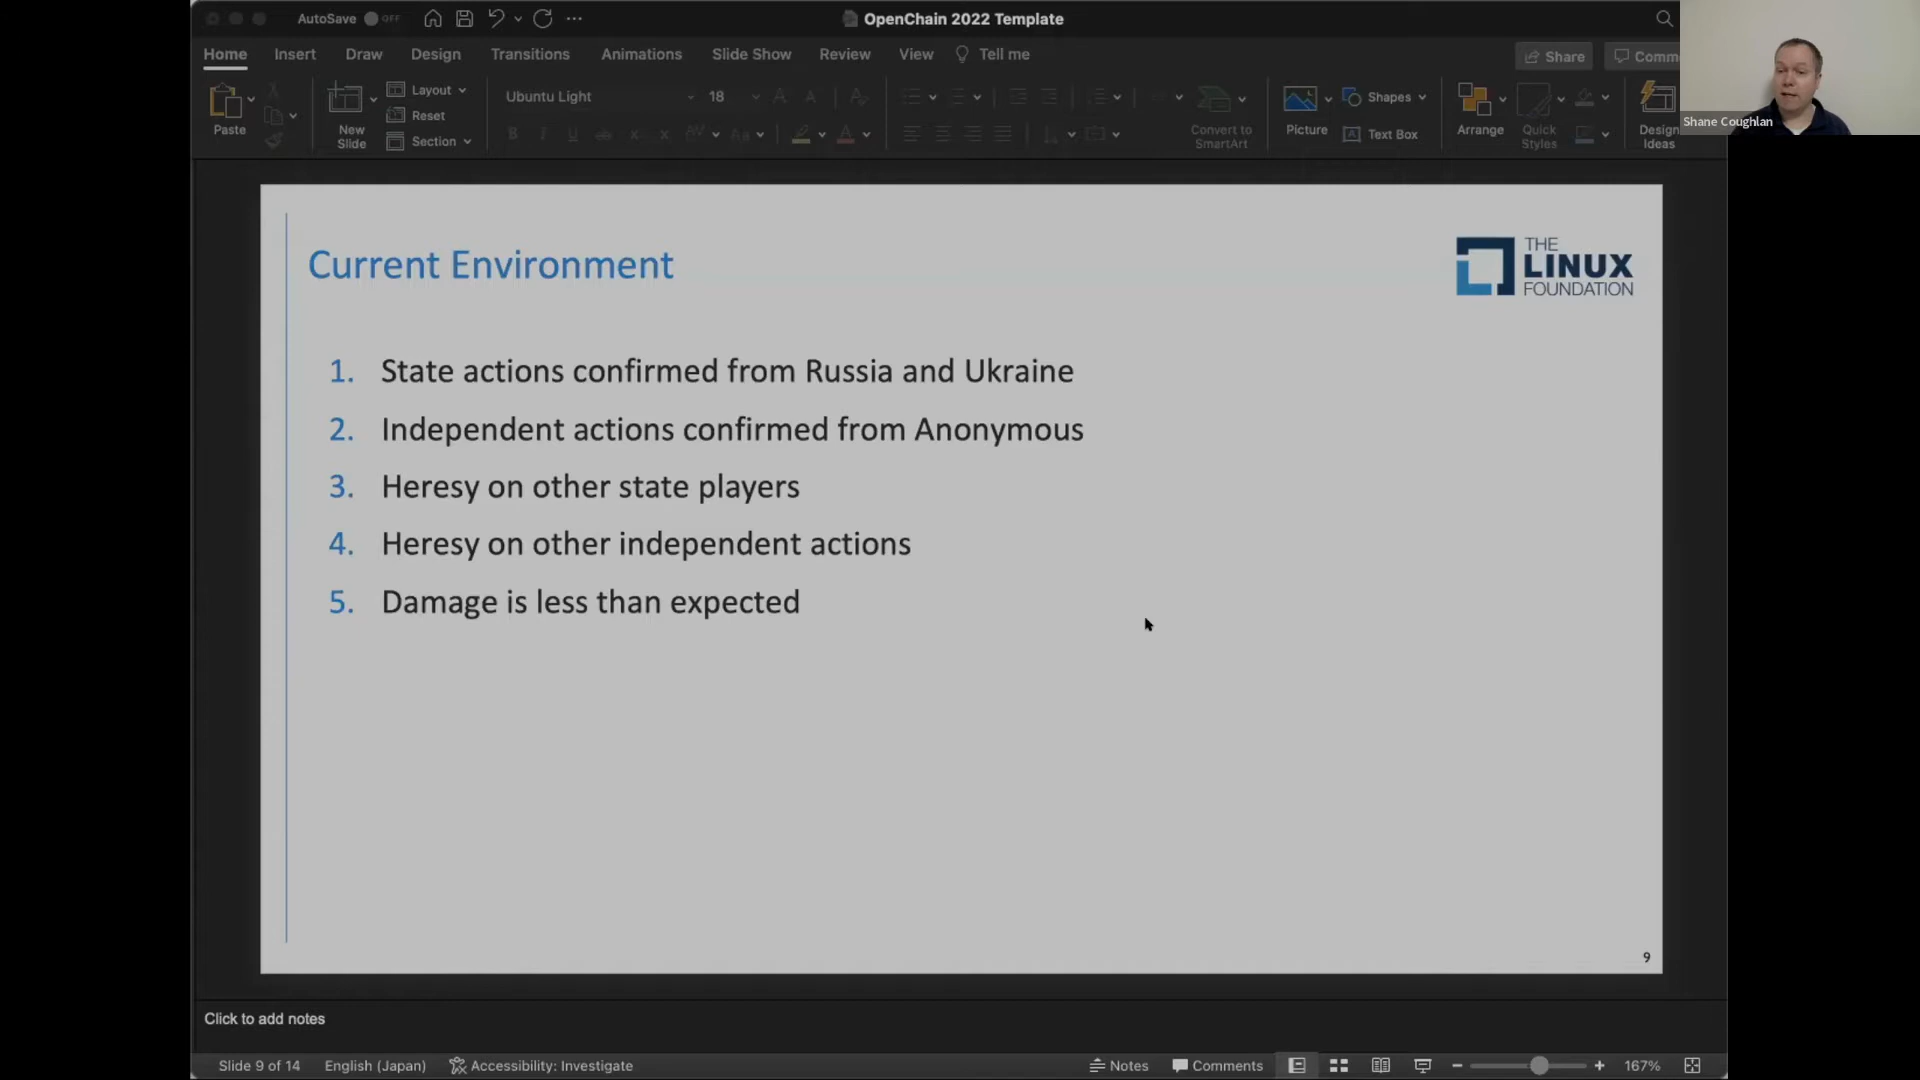 AutoSave OFF
OpenChain 2022 Template
Home Insert Draw Design Transitions Animations Slide Show Review View Tell me
Share Comm
Shane Coughlan
Paste
New Slide
Layout
Reset
Section
Ubuntu Light 18
Convert to SmartArt
Picture
Shapes
Text Box
Arrange
Quick Styles
Design Ideas
Current Environment
THE
LINUX
FOUNDATION
1. State actions confirmed from Russia and Ukraine
2. Independent actions confirmed from Anonymous
3. Heresy on other state players
4. Heresy on other independent actions
5. Damage is less than expected
9
Click to add notes
Slide 9 of 14 English (Japan) Accessibility: Investigate Notes Comments 167%